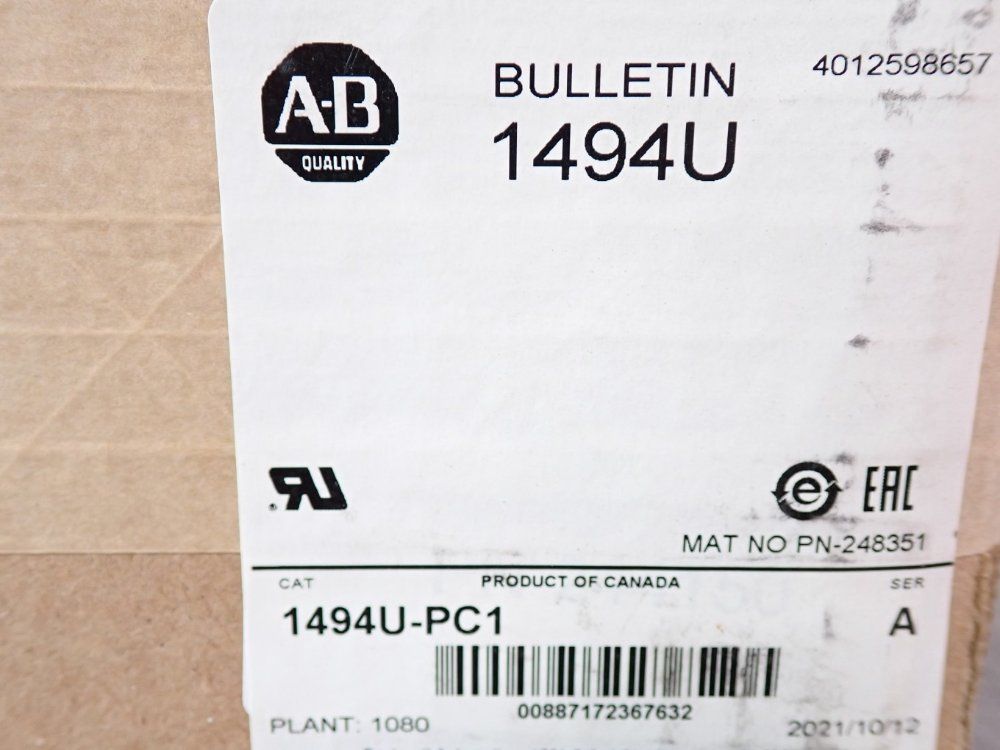 A-B
QUALITY
BULLETIN
1494U
4012598657
RU
e EAC
MAT NO PN-248351
CAT PRODUCT OF CANADA SER
1494U-PC1 A
00887172367632
PLANT: 1080 2021/10/12